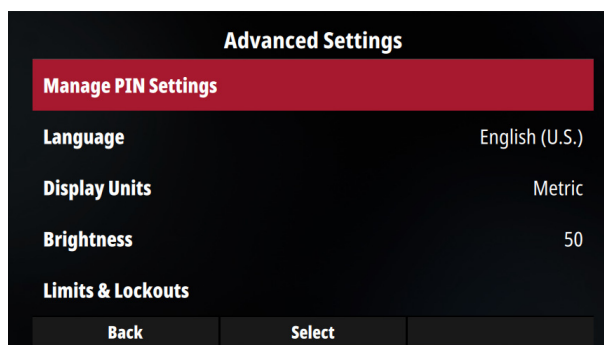 Advanced Settings
Manage PIN Settings
Language English (U.S.)
Display Units Metric
Brightness 50
Limits & Lockouts
Back Select